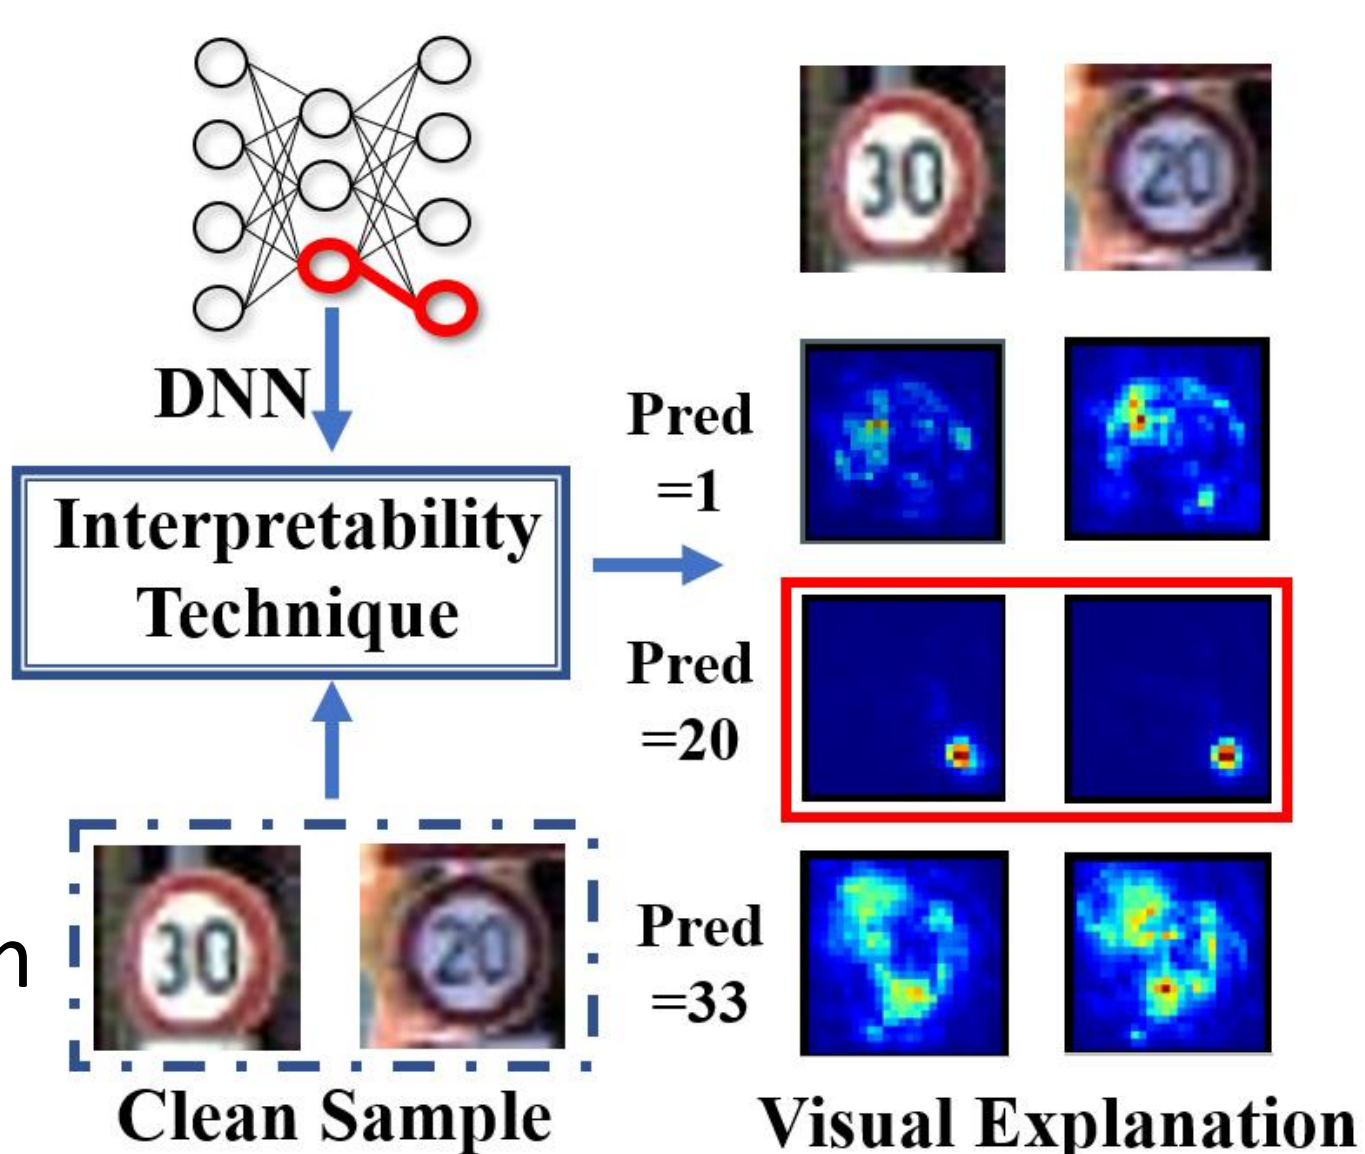 30
20
DNN
Pred
=1
Interpretability
Technique
Pred
=20
30
20
Pred
=33
n
Clean Sample
Visual Explanation